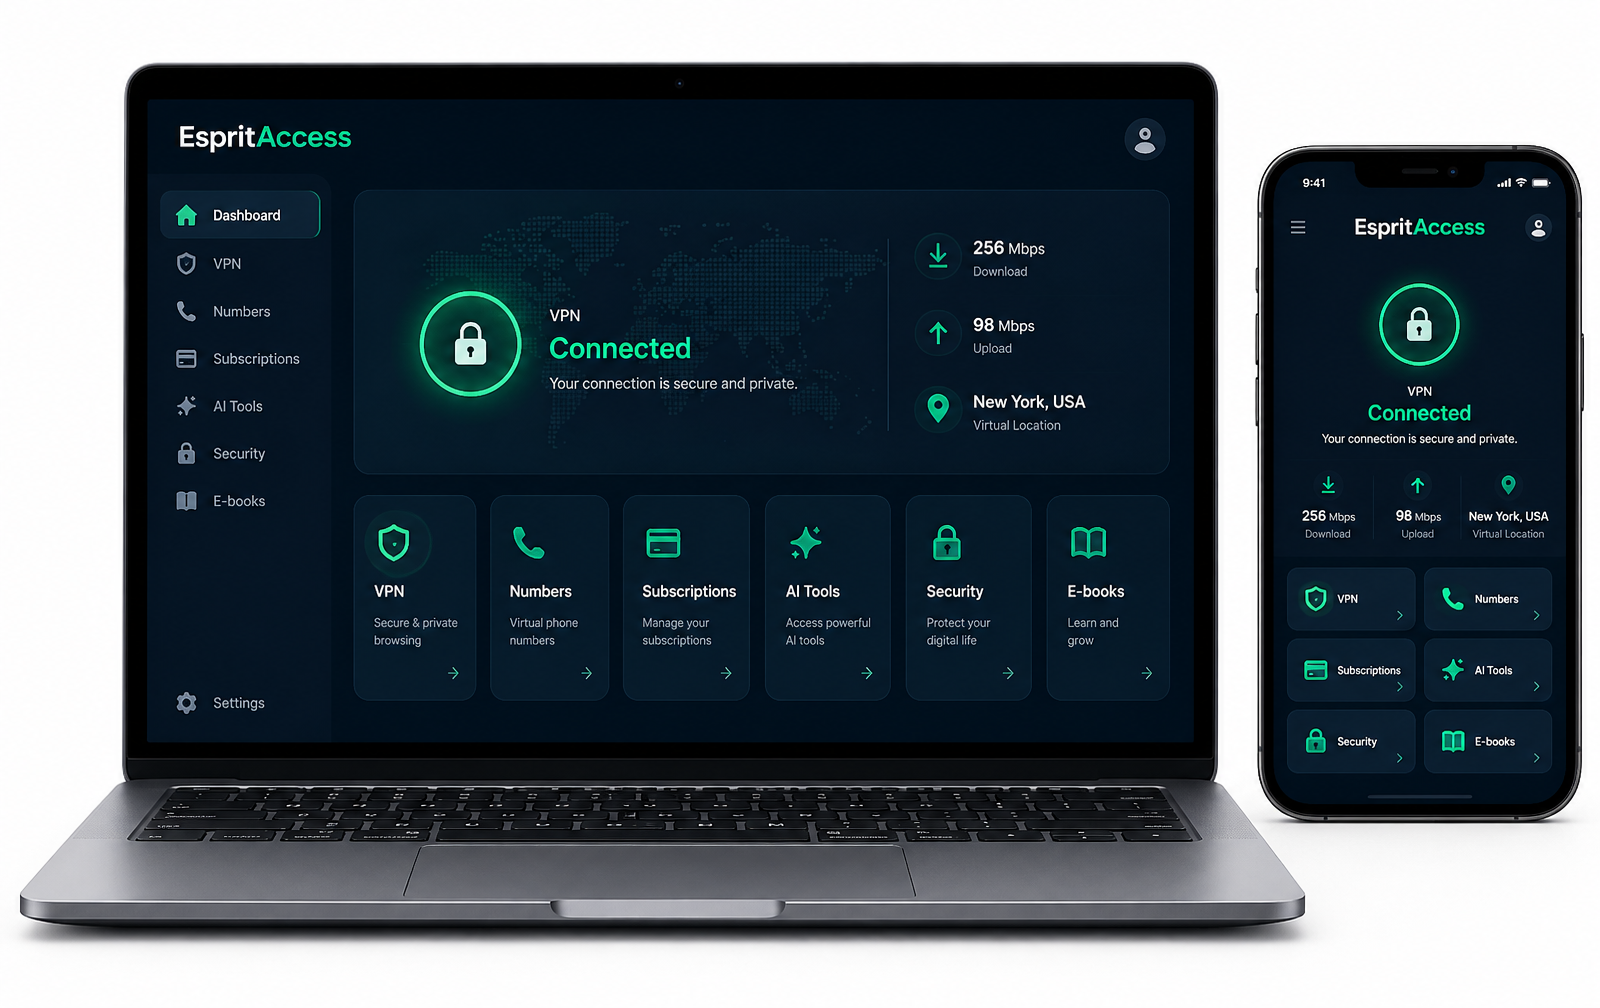 EspritAccess
Dashboard
VPN
Numbers
Subscriptions
AI Tools
Security
E-books
Settings
VPN
Connected
Your connection is secure and private.
256 Mbps
Download
98 Mbps
Upload
New York, USA
Virtual Location
VPN
Secure & private
browsing
Numbers
Virtual phone
numbers
Subscriptions
Manage your
subscriptions
AI Tools
Access powerful
AI tools
Security
Protect your
digital life
E-books
Learn and
grow
9:41
EspritAccess
VPN
Connected
Your connection is secure and private.
256 Mbps
Download
98 Mbps
Upload
New York, USA
Virtual Location
VPN
Numbers
Subscriptions
AI Tools
Security
E-books